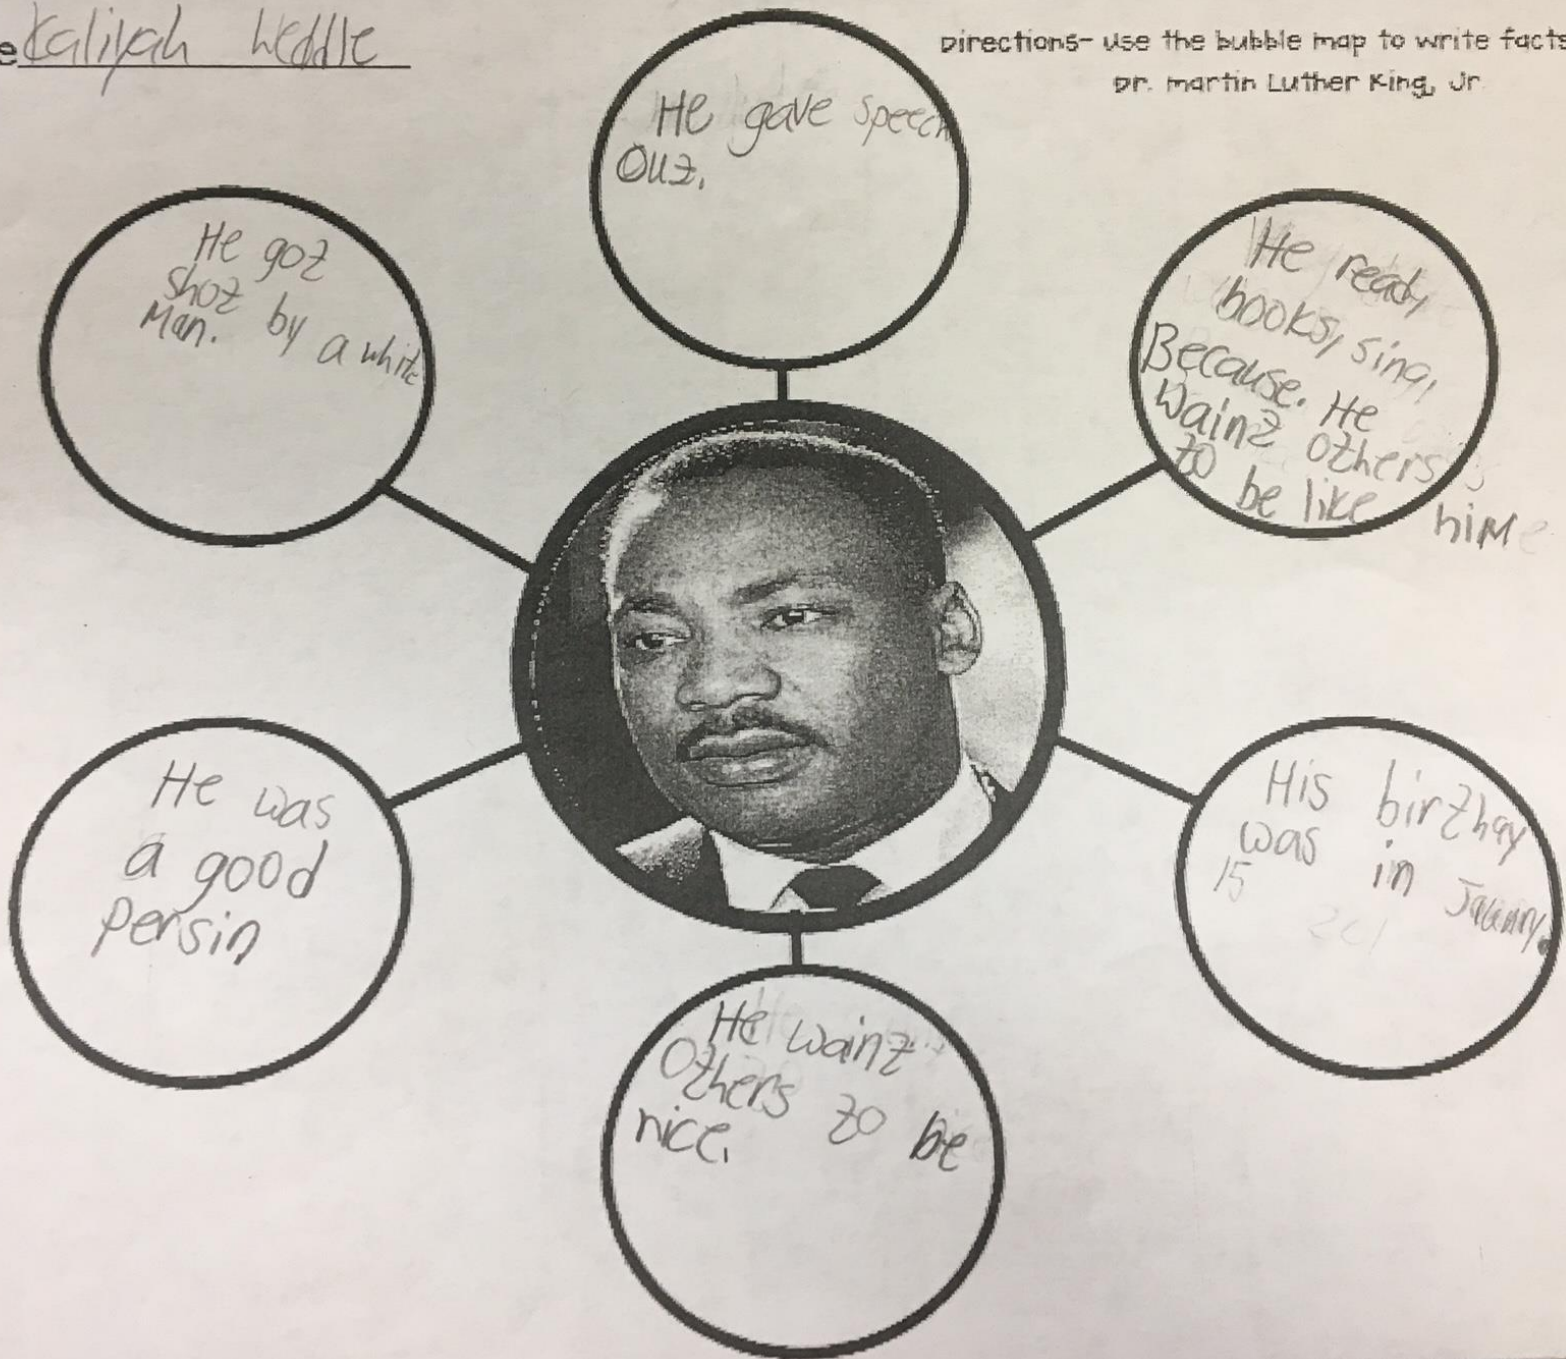 e Kaliyah Weddle
Directions- use the bubble map to write facts
Dr. Martin Luther King, Jr
He gave speech
out.
He got
shot by a white
Man.
He ready
books, sing,
Because. He
waint others
to be like him
He was
a good
persin
His birthay
was in
15
He waint
others to be
nice.